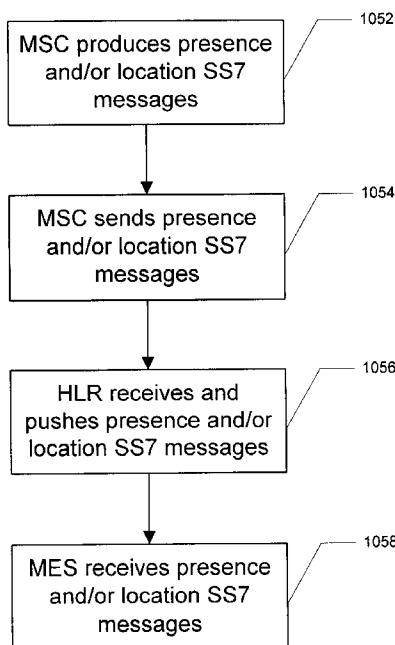 1052
MSC produces presence
and/or location SS7
messages
1054
MSC sends presence
and/or location SS7
messages
1056
HLR receives and
pushes presence and/or
location SS7 messages
1058
MES receives presence
and/or location SS7
messages